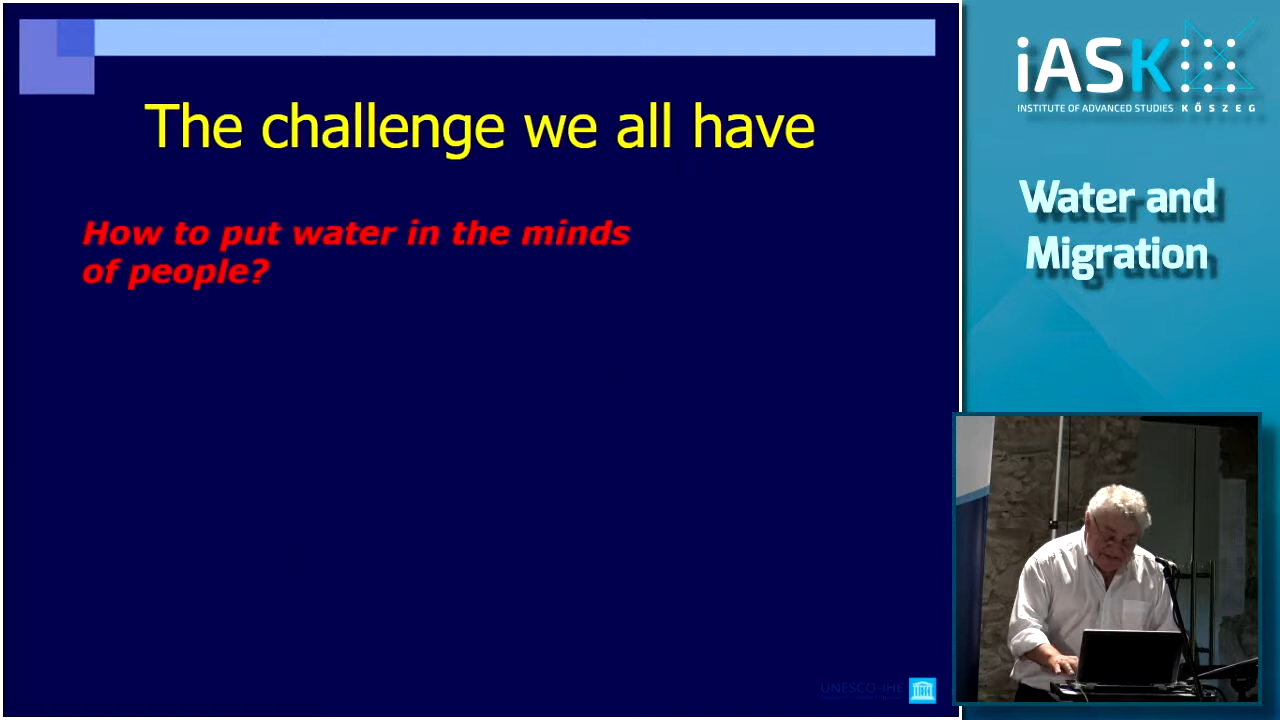 The challenge we all have
How to put water in the minds
of people?
UNESCO-IHE
iASK
INSTITUTE OF ADVANCED STUDIES KŐSZEG
Water and
Migration